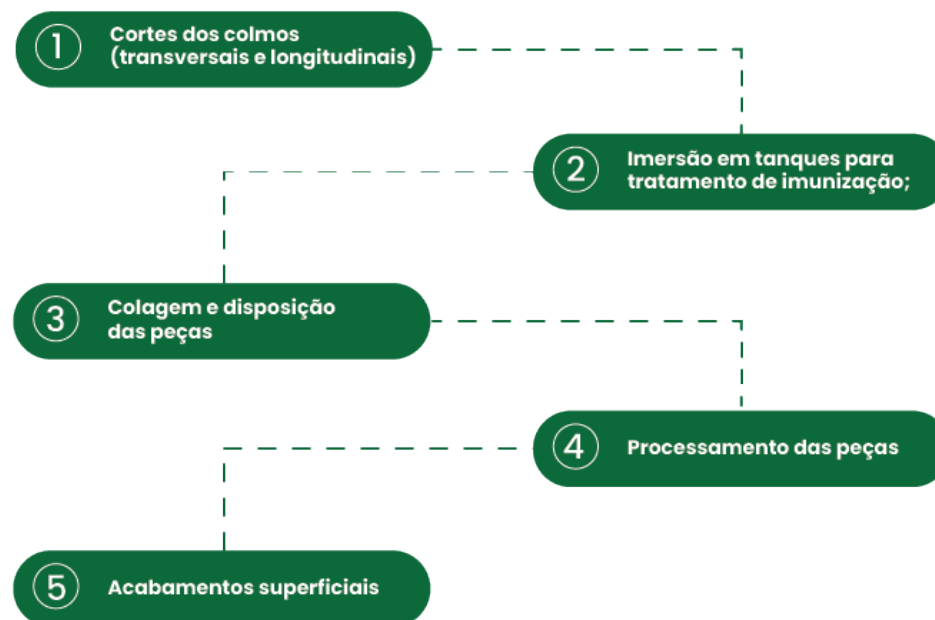 1
Cortes dos colmos
(transversais e longitudinais)
2
Imersão em tanques para
tratamento de imunização;
3
Colagem e disposição
das peças
4
Processamento das peças
5
Acabamentos superficiais